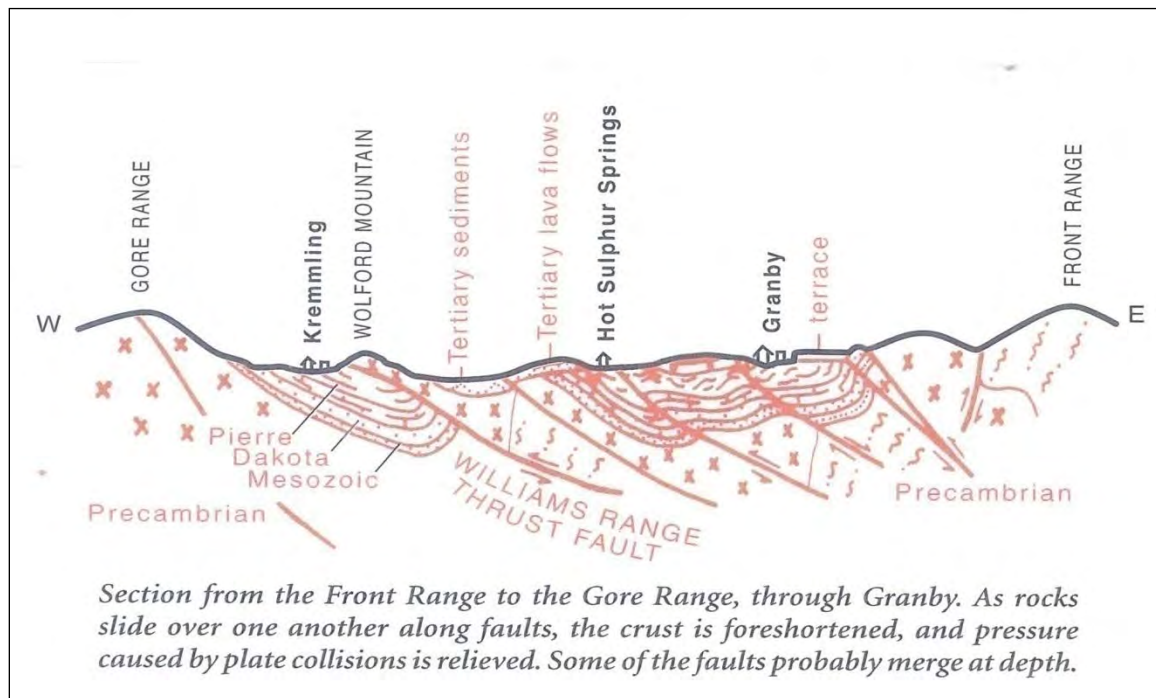 GORE RANGE
Kremmling
WOLFORD MOUNTAIN
Tertiary sediments
Tertiary lava flows
Hot Sulphur Springs
Granby
terrace
FRONT RANGE
W
E
Pierre
Dakota
Mesozoic
Precambrian
WILLIAMS RANGE
THRUST FAULT
Precambrian
Section from the Front Range to the Gore Range, through Granby. As rocks
slide over one another along faults, the crust is foreshortened, and pressure
caused by plate collisions is relieved. Some of the faults probably merge at depth.